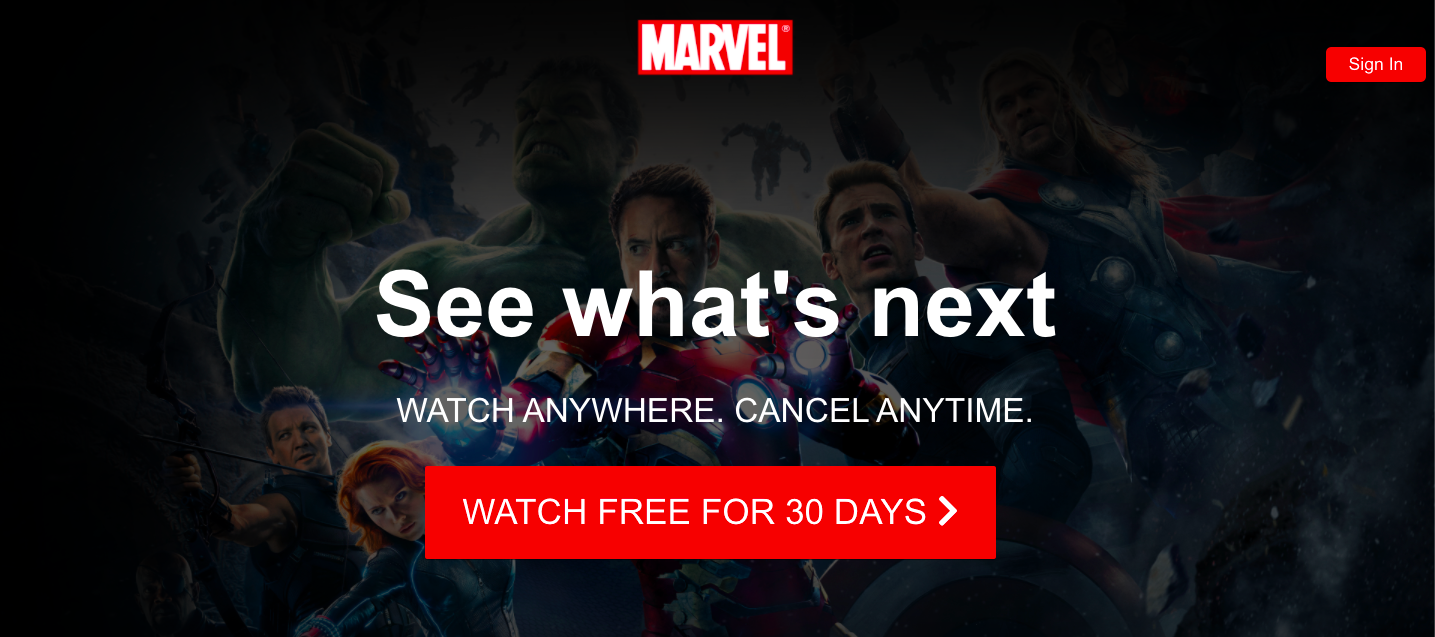 MARVEL®
Sign In
See what's next
WATCH ANYWHERE. CANCEL ANYTIME.
WATCH FREE FOR 30 DAYS